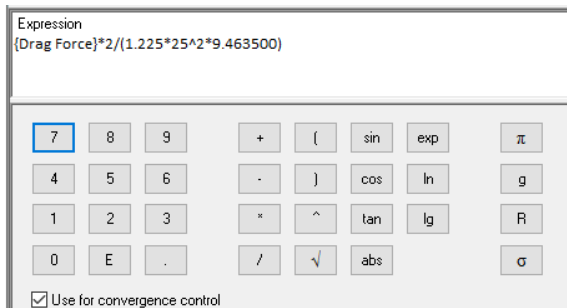 Expression
{Drag Force}*2/(1.225*25^2*9.463500)
7 8 9 + ( sin exp π
4 5 6 - ) cos ln g
1 2 3 * ^ tan lg R
0 E . / √ abs σ
Use for convergence control